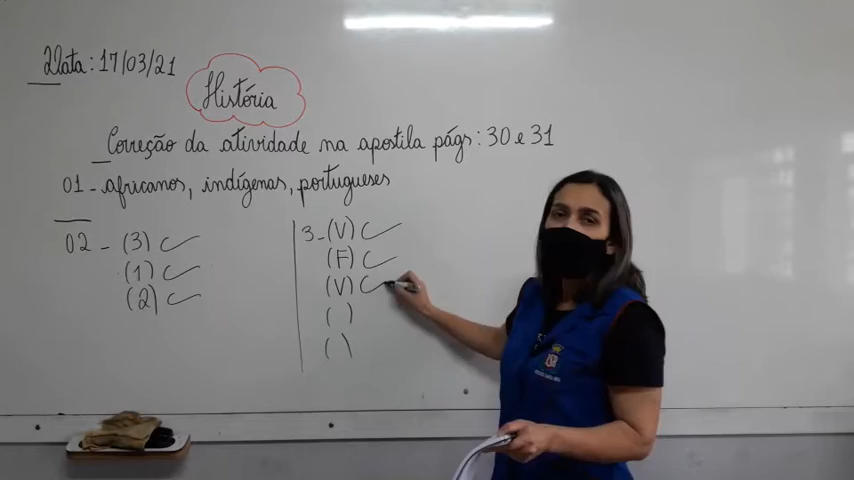 Data: 17/03/21
História
Correção da atividade na apostila págs: 30 e 31
01 - africanos, indígenas, portugueses
02 - (3)
(1)
(2)
3 - (V)
(F)
(V)
( )
( )